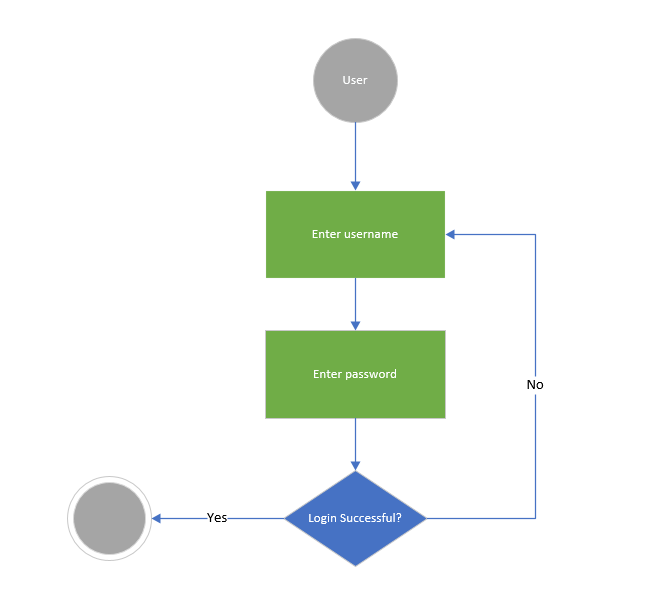 User
Enter username
Enter password
No
Login Successful?
Yes